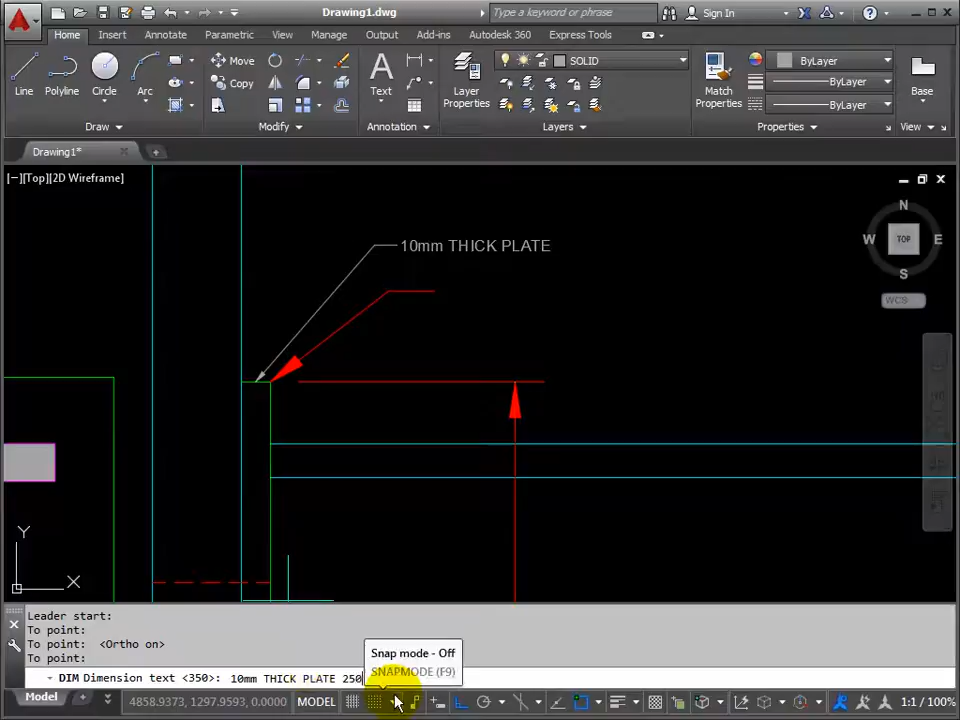 Drawing1.dwg
Type a keyword or phrase
Sign In
Home Insert Annotate Parametric View Manage Output Add-ins Autodesk 360 Express Tools
Line Polyline Circle Arc
Move
Copy
Text
Layer Properties
SOLID
Match Properties
ByLayer
ByLayer
ByLayer
Base
Draw Modify Annotation Layers Properties View
Drawing1*
[−][Top][2D Wireframe]
N
W TOP E
S
WCS
10mm THICK PLATE
Y
X
Leader start:
To point:
To point: <Ortho on>
To point:
DIM Dimension text <350>: 10mm THICK PLATE 250
Snap mode - Off
SNAPMODE (F9)
Model
4858.9373, 1297.9593, 0.0000 MODEL
1:1 / 100%